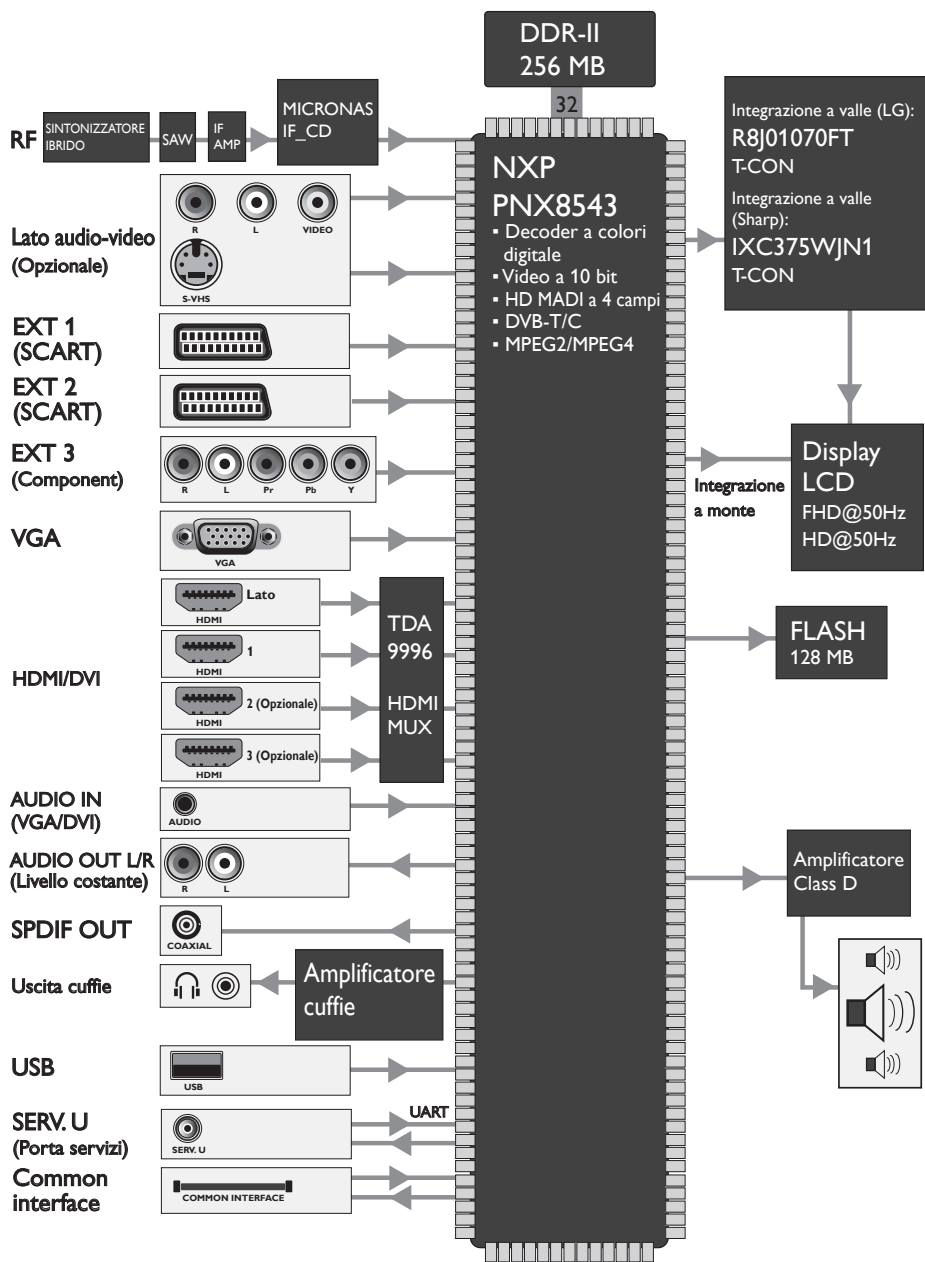 DDR-II
256 MB
32
RF
SINTONIZZATORE
IBRIDO
SAW
IF
AMP
MICRONAS
IF_CD
NXP
PNX8543
▪ Decoder a colori
digitale
▪ Video a 10 bit
▪ HD MADI a 4 campi
▪ DVB-T/C
▪ MPEG2/MPEG4
Integrazione a valle (LG):
R8J01070FT
T-CON
Integrazione a valle
(Sharp):
IXC375WJN1
T-CON
Lato audio-video
(Opzionale)
R
L
VIDEO
S-VHS
EXT 1
(SCART)
EXT 2
(SCART)
EXT 3
(Component)
R
L
Pr
Pb
Y
Integrazione
a monte
Display
LCD
FHD@50Hz
HD@50Hz
VGA
VGA
HDMI/DVI
Lato
HDMI
1
HDMI
2 (Opzionale)
HDMI
3 (Opzionale)
HDMI
TDA
9996
HDMI
MUX
FLASH
128 MB
AUDIO IN
(VGA/DVI)
AUDIO
AUDIO OUT L/R
(Livello costante)
R
L
Amplificatore
Class D
SPDIF OUT
COAXIAL
Uscita cuffie
Amplificatore
cuffie
USB
USB
SERV. U
(Porta servizi)
SERV. U
UART
Common
interface
COMMON INTERFACE